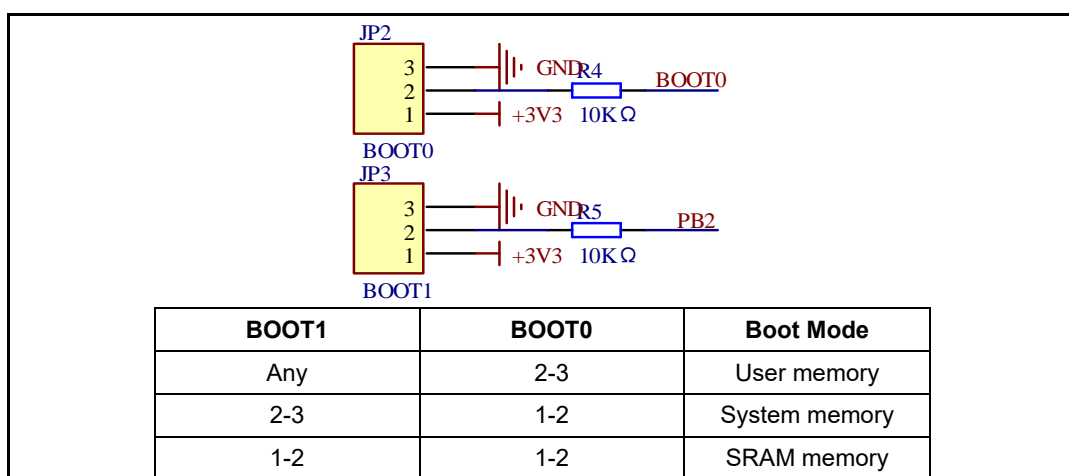 JP2
3 GND R4 BOOT0
2
1 +3V3 10KΩ
BOOT0
JP3
3 GND R5 PB2
2
1 +3V3 10KΩ
BOOT1
BOOT1 BOOT0 Boot Mode
Any 2-3 User memory
2-3 1-2 System memory
1-2 1-2 SRAM memory